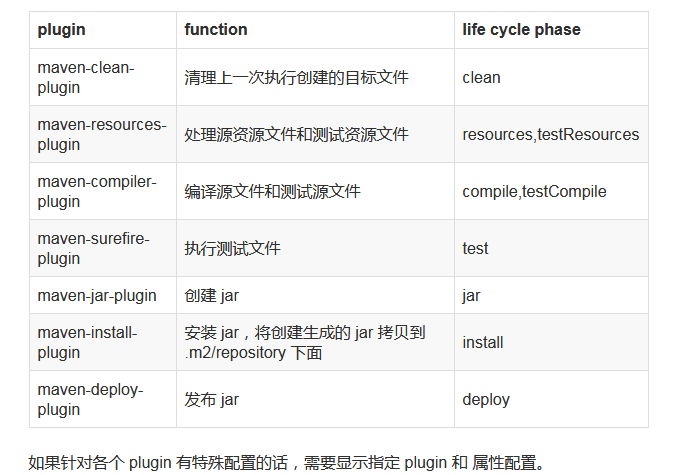 plugin function life cycle phase
maven-clean-
plugin
清理上一次执行创建的目标文件
clean
maven-resources-
plugin
处理源资源文件和测试资源文件
resources,testResources
maven-compiler-
plugin
编译源文件和测试源文件
compile,testCompile
maven-surefire-
plugin
执行测试文件
test
maven-jar-plugin 创建 jar jar
maven-install-
plugin
安装 jar，将创建生成的 jar 拷贝到
.m2/repository 下面
install
maven-deploy-
plugin
发布 jar
deploy
如果针对各个 plugin 有特殊配置的话，需要显示指定 plugin 和 属性配置。